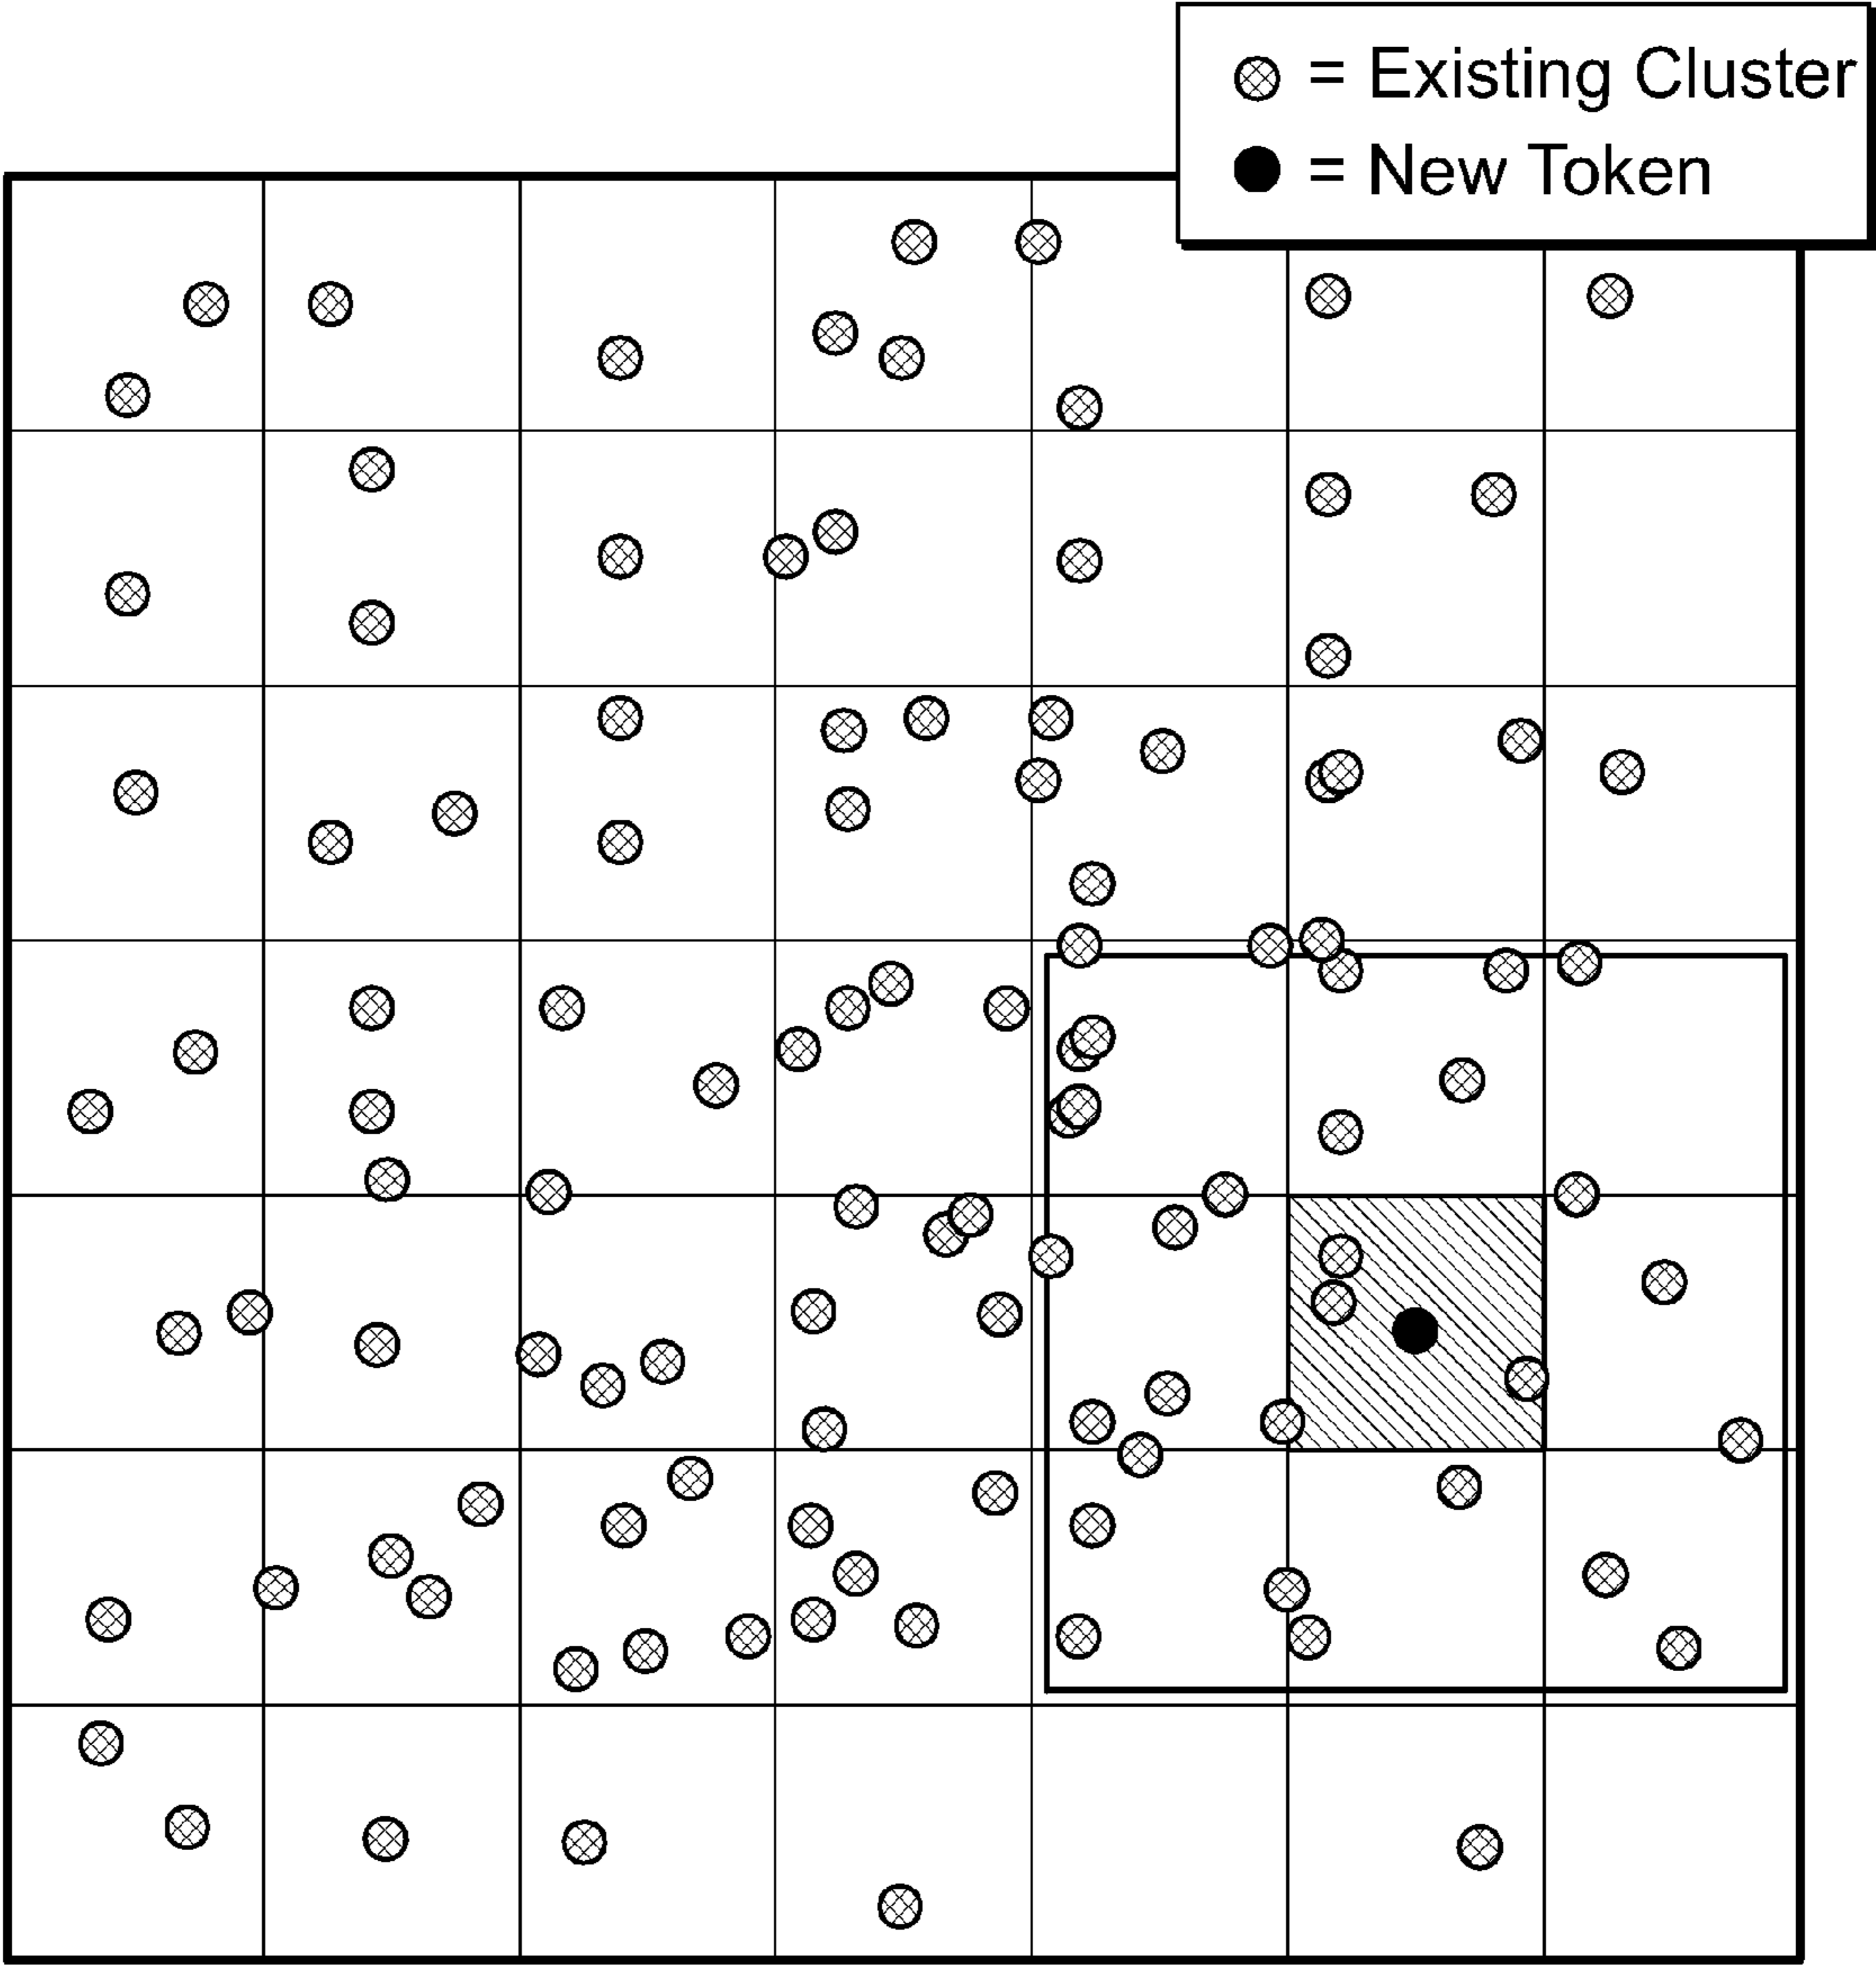 = Existing Cluster
= New Token